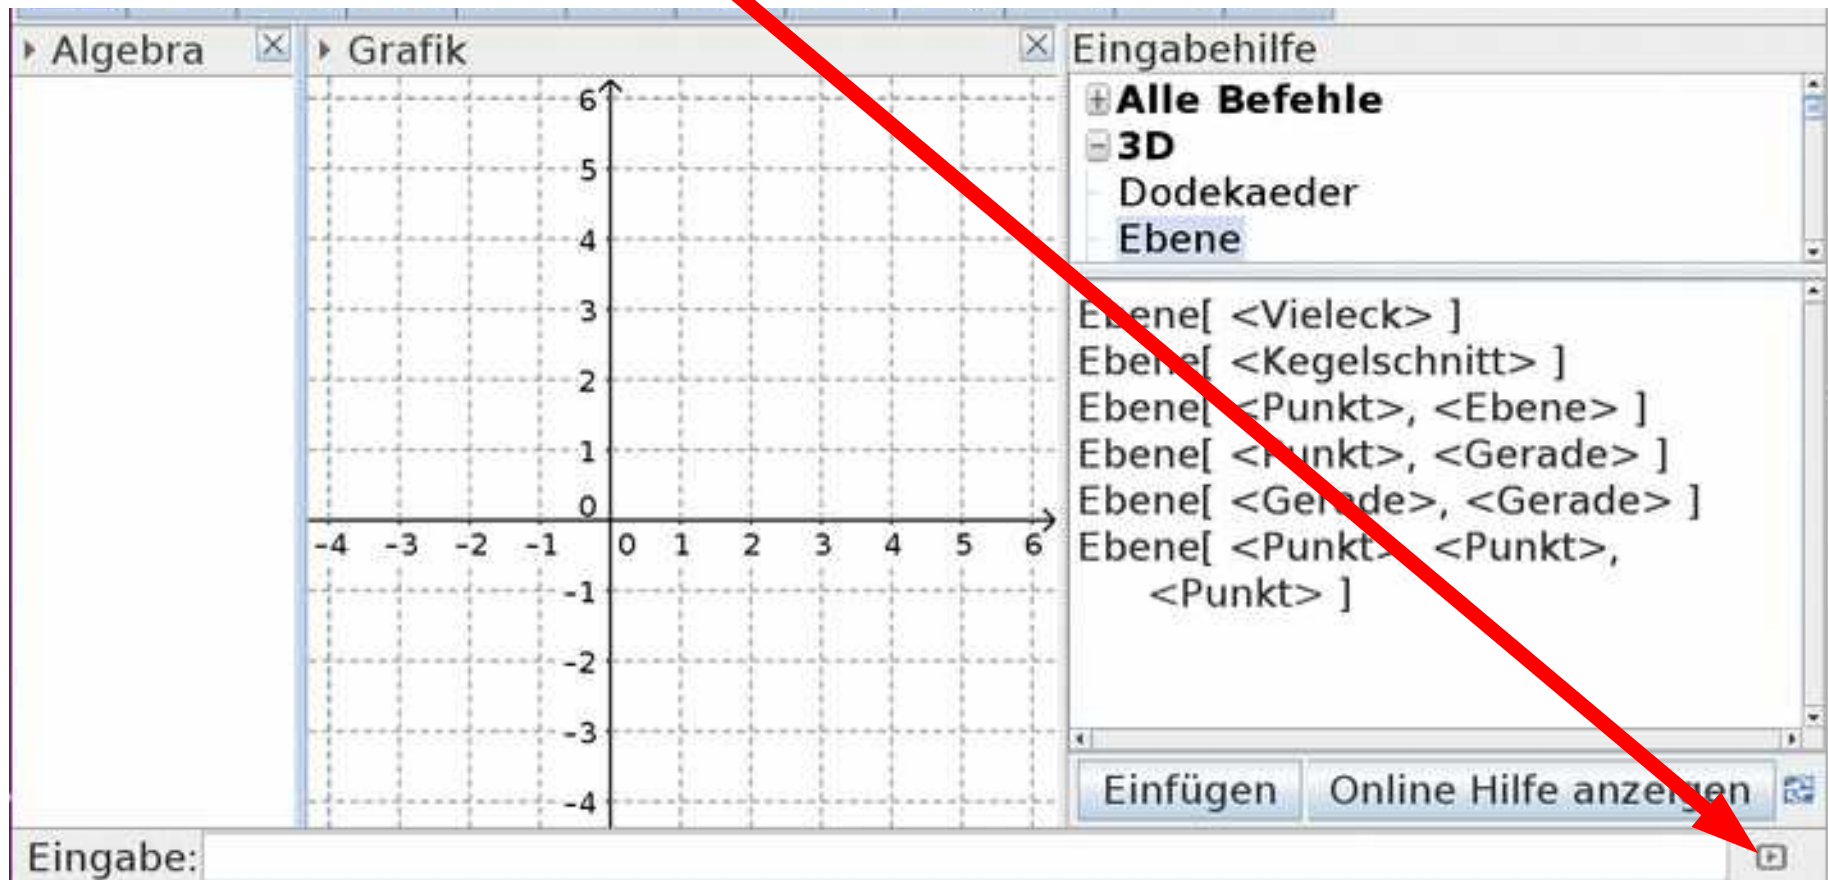 Algebra
Grafik
Eingabehilfe
Alle Befehle
3D
Dodekaeder
Ebene
Ebene[ <Vieleck> ]
Ebene[ <Kegelschnitt> ]
Ebene[ <Punkt>, <Ebene> ]
Ebene[ <Punkt>, <Gerade> ]
Ebene[ <Gerade>, <Gerade> ]
Ebene[ <Punkt>, <Punkt>,
<Punkt> ]
6
5
4
3
2
1
0
-4 -3 -2 -1 0 1 2 3 4 5 6
-1
-2
-3
-4
Einfügen
Online Hilfe anzeigen
Eingabe: